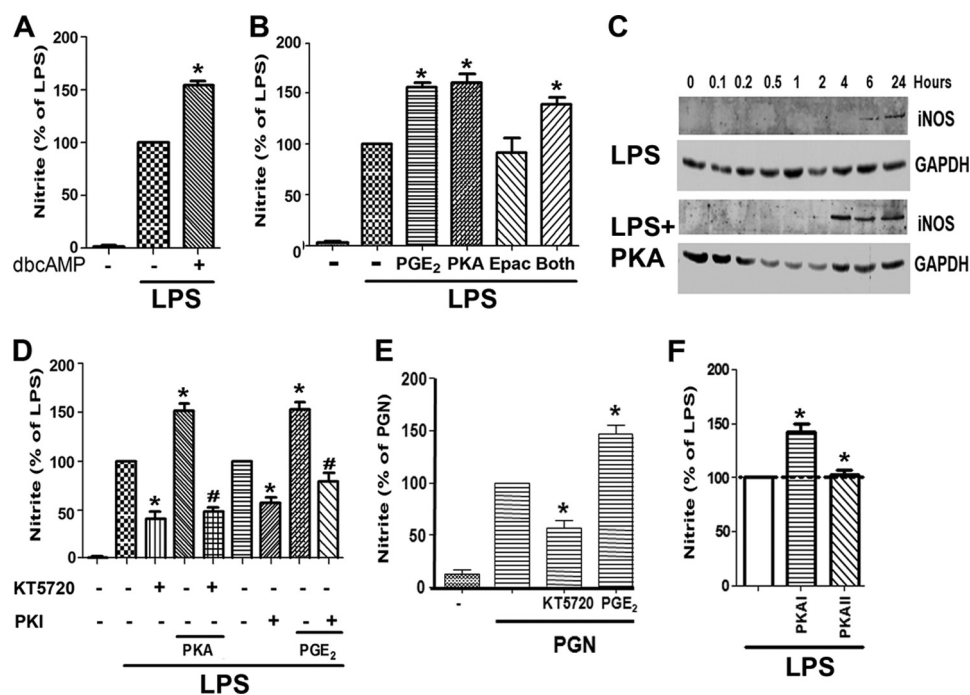 A
Nitrite (% of LPS)
200
150
100
50
0
*
dbcAMP
- - +
LPS
B
Nitrite (% of LPS)
200
150
100
50
0
* * *
- - PGE₂ PKA Epac Both
LPS
C
0 0.1 0.2 0.5 1 2 4 6 24 Hours
iNOS
LPS
GAPDH
LPS+
PKA
iNOS
GAPDH
D
Nitrite (% of LPS)
200
150
100
50
0
* * # * * #
KT5720 - - + - + - - - -
PKI - - - - - - + - +
PKA PGE₂
LPS
E
Nitrite (% of PGN)
200
150
100
50
0
* *
- - KT5720 PGE₂
PGN
F
Nitrite (% of LPS)
200
150
100
50
0
* *
PKAI
PKAII
LPS